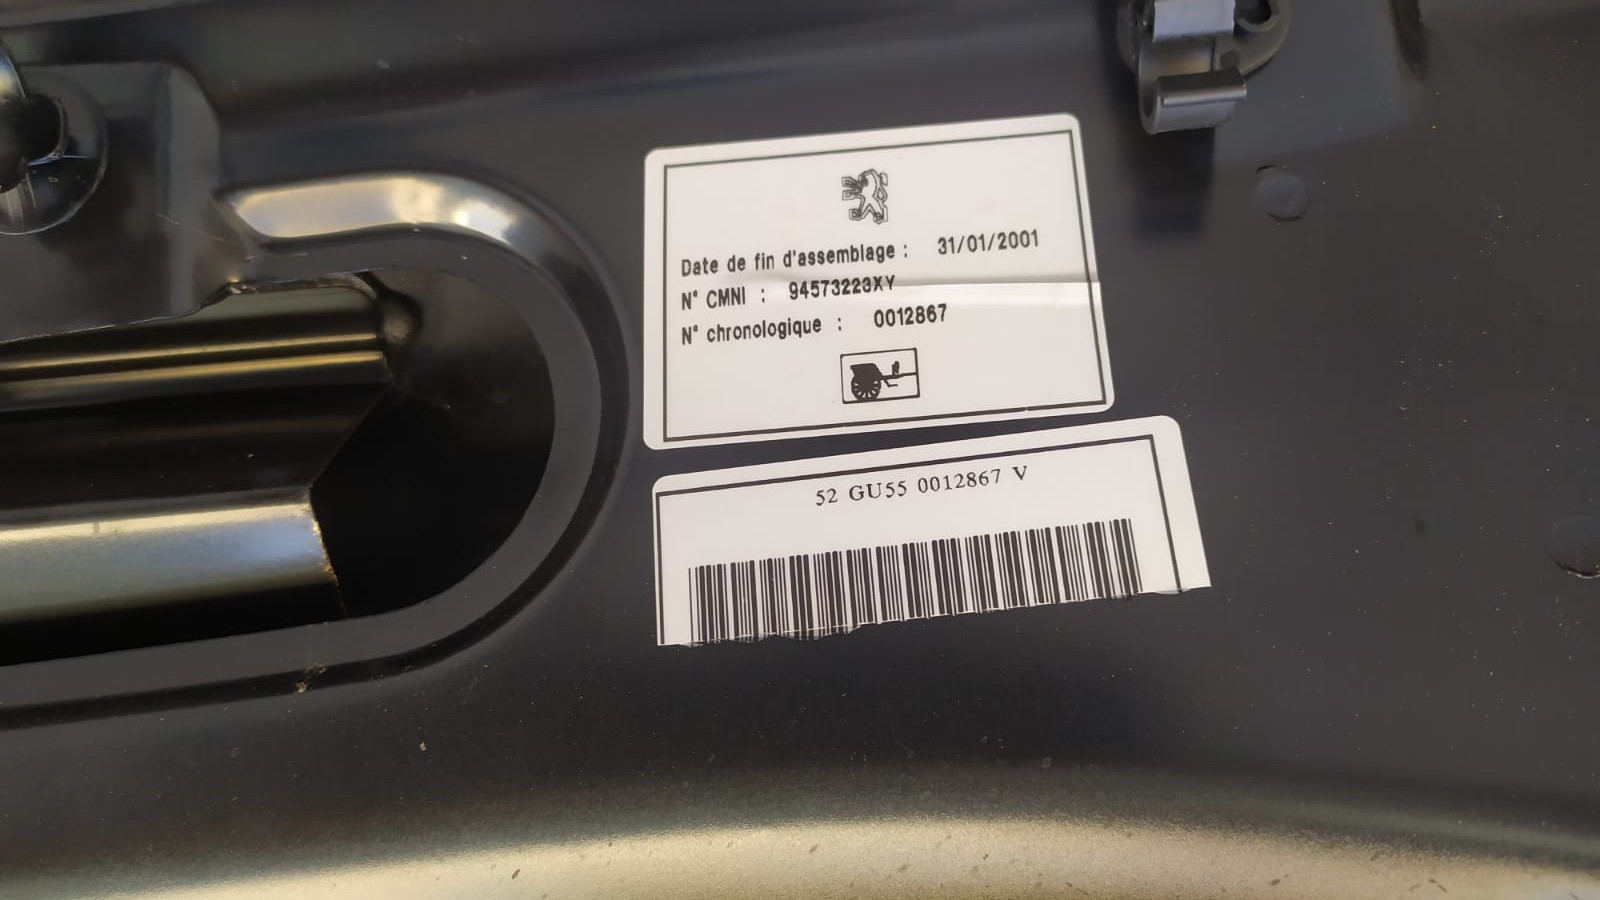 Date de fin d'assemblage : 31/01/2001
N° CMNI : 94573223XY
N° chronologique : 0012867
52 GU55 0012867 V